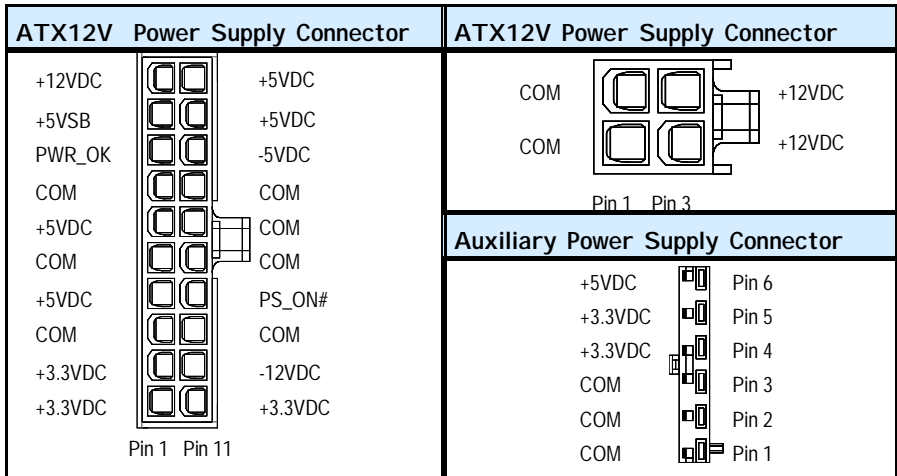 ATX12V Power Supply Connector
+12VDC +5VDC
+5VSB +5VDC
PWR_OK -5VDC
COM COM
+5VDC COM
COM COM
+5VDC PS_ON#
COM COM
+3.3VDC -12VDC
+3.3VDC +3.3VDC
Pin 1 Pin 11
ATX12V Power Supply Connector
COM +12VDC
COM +12VDC
Pin 1 Pin 3
Auxiliary Power Supply Connector
+5VDC Pin 6
+3.3VDC Pin 5
+3.3VDC Pin 4
COM Pin 3
COM Pin 2
COM Pin 1